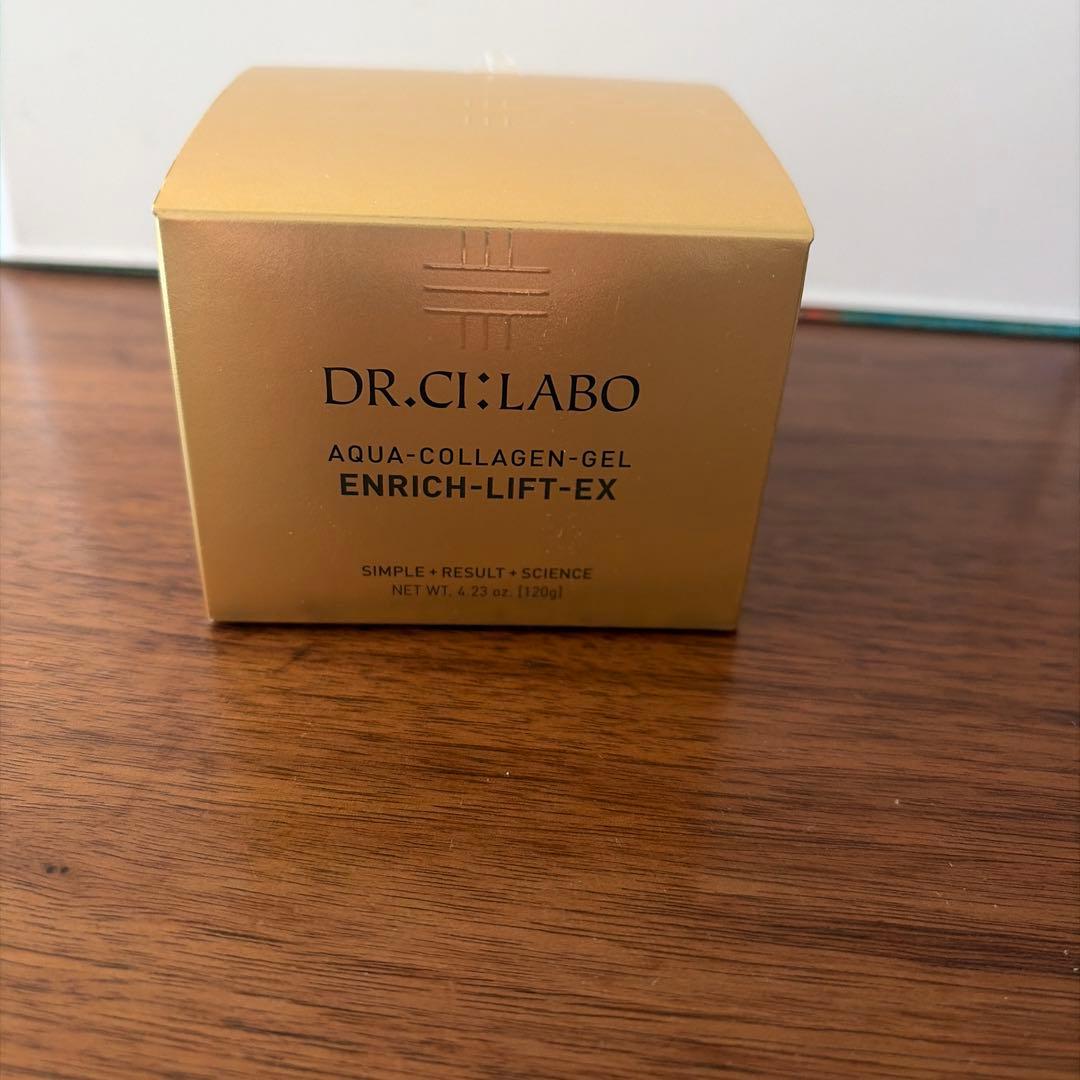 DR.CI:LABO
AQUA-COLLAGEN-GEL
ENRICH-LIFT-EX
SIMPLE + RESULT + SCIENCE
NET WT. 4.23 oz. [120g]